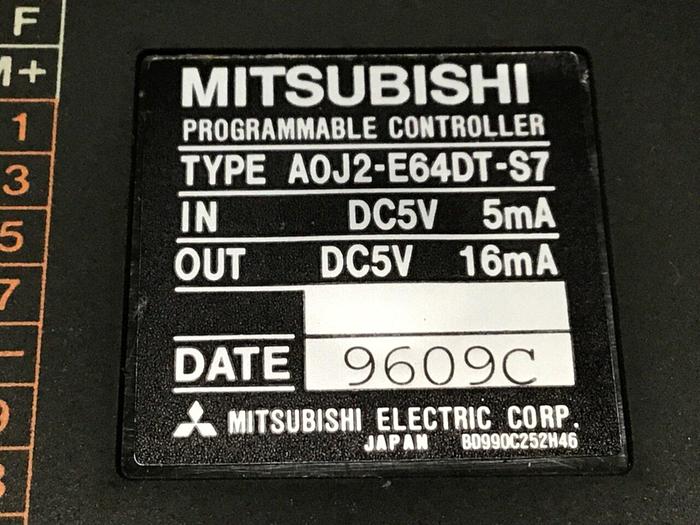 F
M+
1
3
5
7
-
9
MITSUBISHI
PROGRAMMABLE CONTROLLER
TYPE A0J2-E64DT-S7
IN DC5V 5mA
OUT DC5V 16mA
DATE 9609C
MITSUBISHI ELECTRIC CORP.
JAPAN BD990C252H46